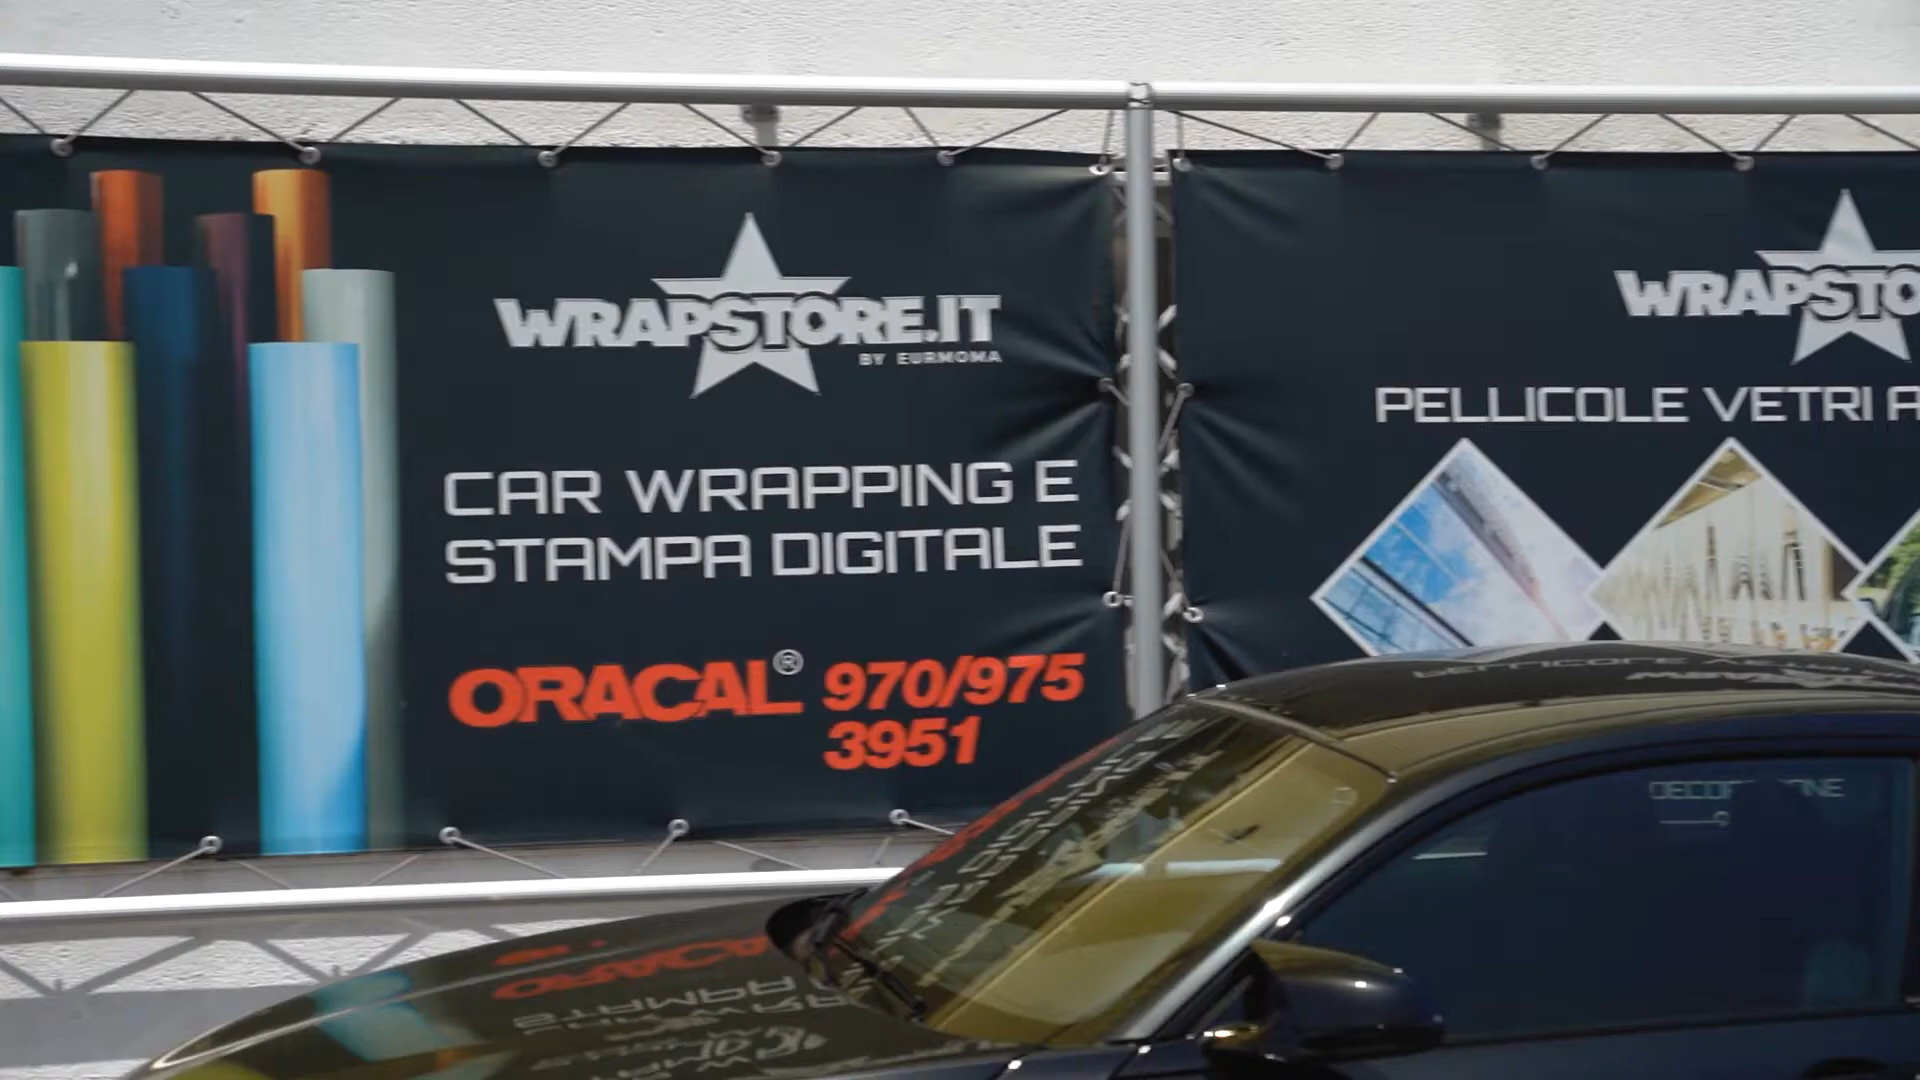 WRAPSTORE.IT
BY EURMOMA
CAR WRAPPING E
STAMPA DIGITALE
ORACAL® 970/975
3951
WRAPSTO
PELLICOLE VETRI A